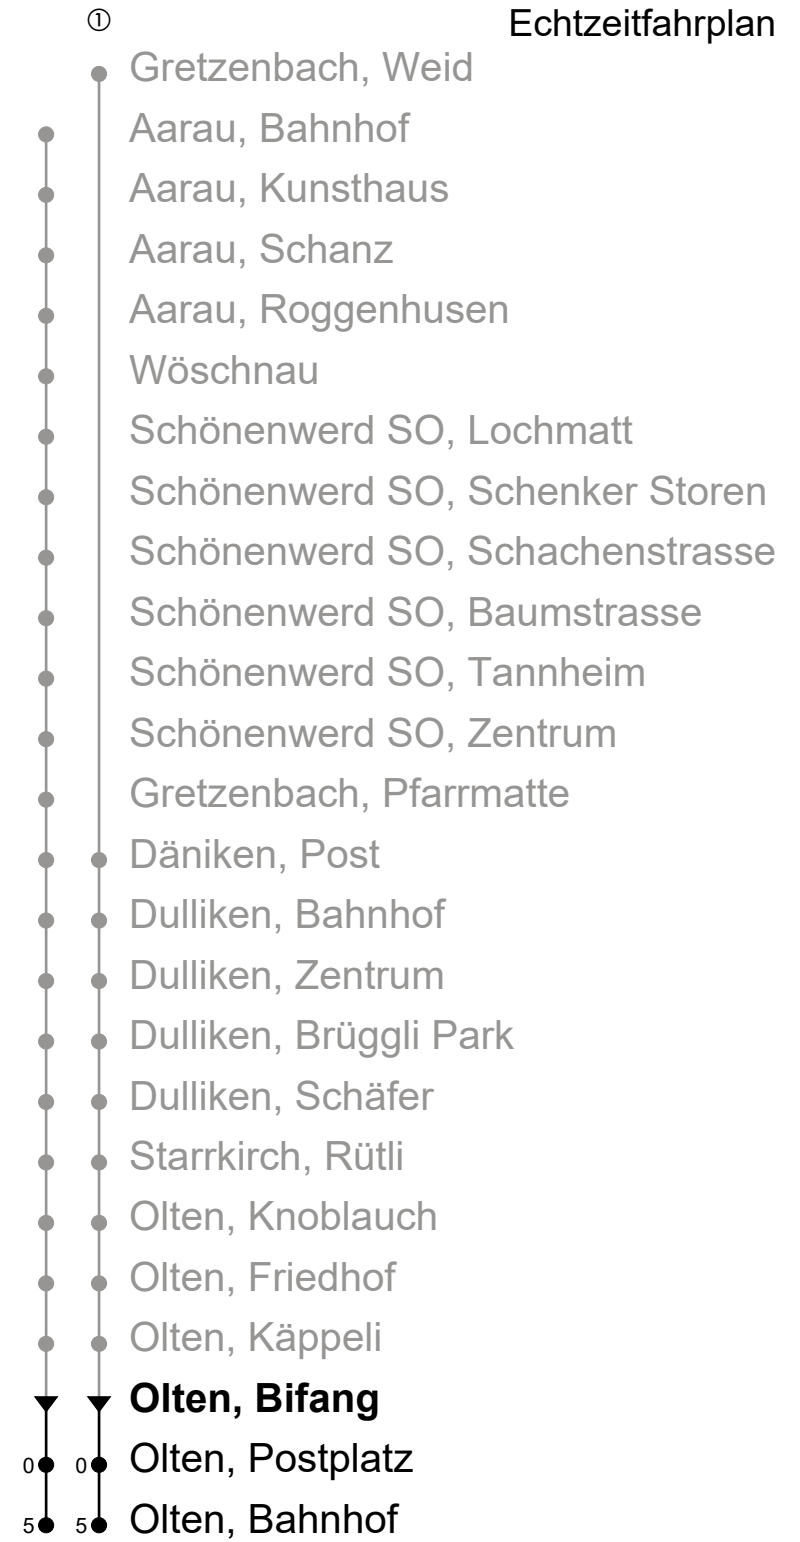 ① Echtzeitfahrplan
Gretzenbach, Weid
Aarau, Bahnhof
Aarau, Kunsthaus
Aarau, Schanz
Aarau, Roggenhusen
Wöschnau
Schönenwerd SO, Lochmatt
Schönenwerd SO, Schenker Storen
Schönenwerd SO, Schachenstrasse
Schönenwerd SO, Baumstrasse
Schönenwerd SO, Tannheim
Schönenwerd SO, Zentrum
Gretzenbach, Pfarrmatte
Däniken, Post
Dulliken, Bahnhof
Dulliken, Zentrum
Dulliken, Brüggli Park
Dulliken, Schäfer
Starrkirch, Rütli
Olten, Knoblauch
Olten, Friedhof
Olten, Käppeli
Olten, Bifang
0 0 Olten, Postplatz
5 5 Olten, Bahnhof